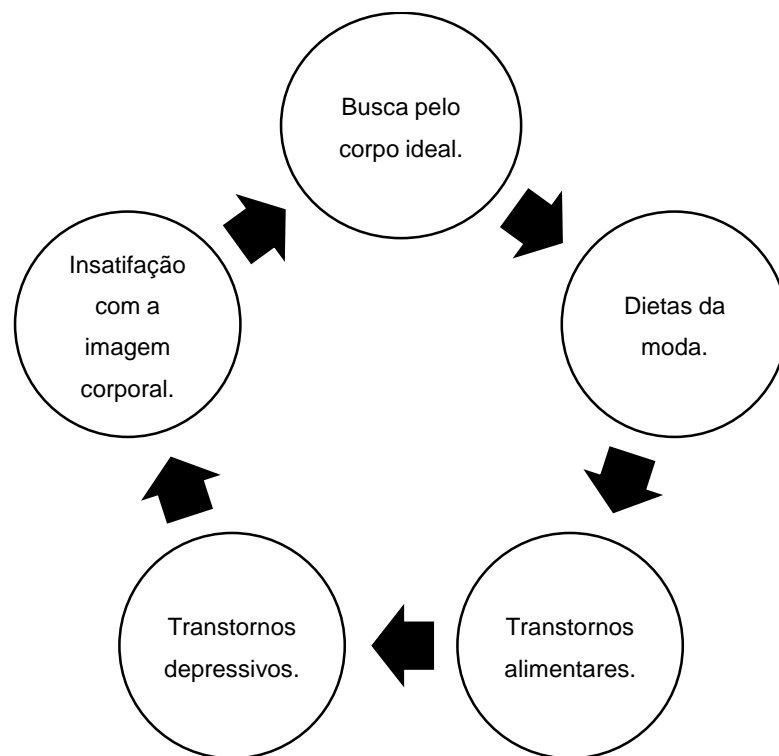 Busca pelo
corpo ideal.
Dietas da
moda.
Transtornos
alimentares.
Transtornos
depressivos.
Insatifação
com a
imagem
corporal.